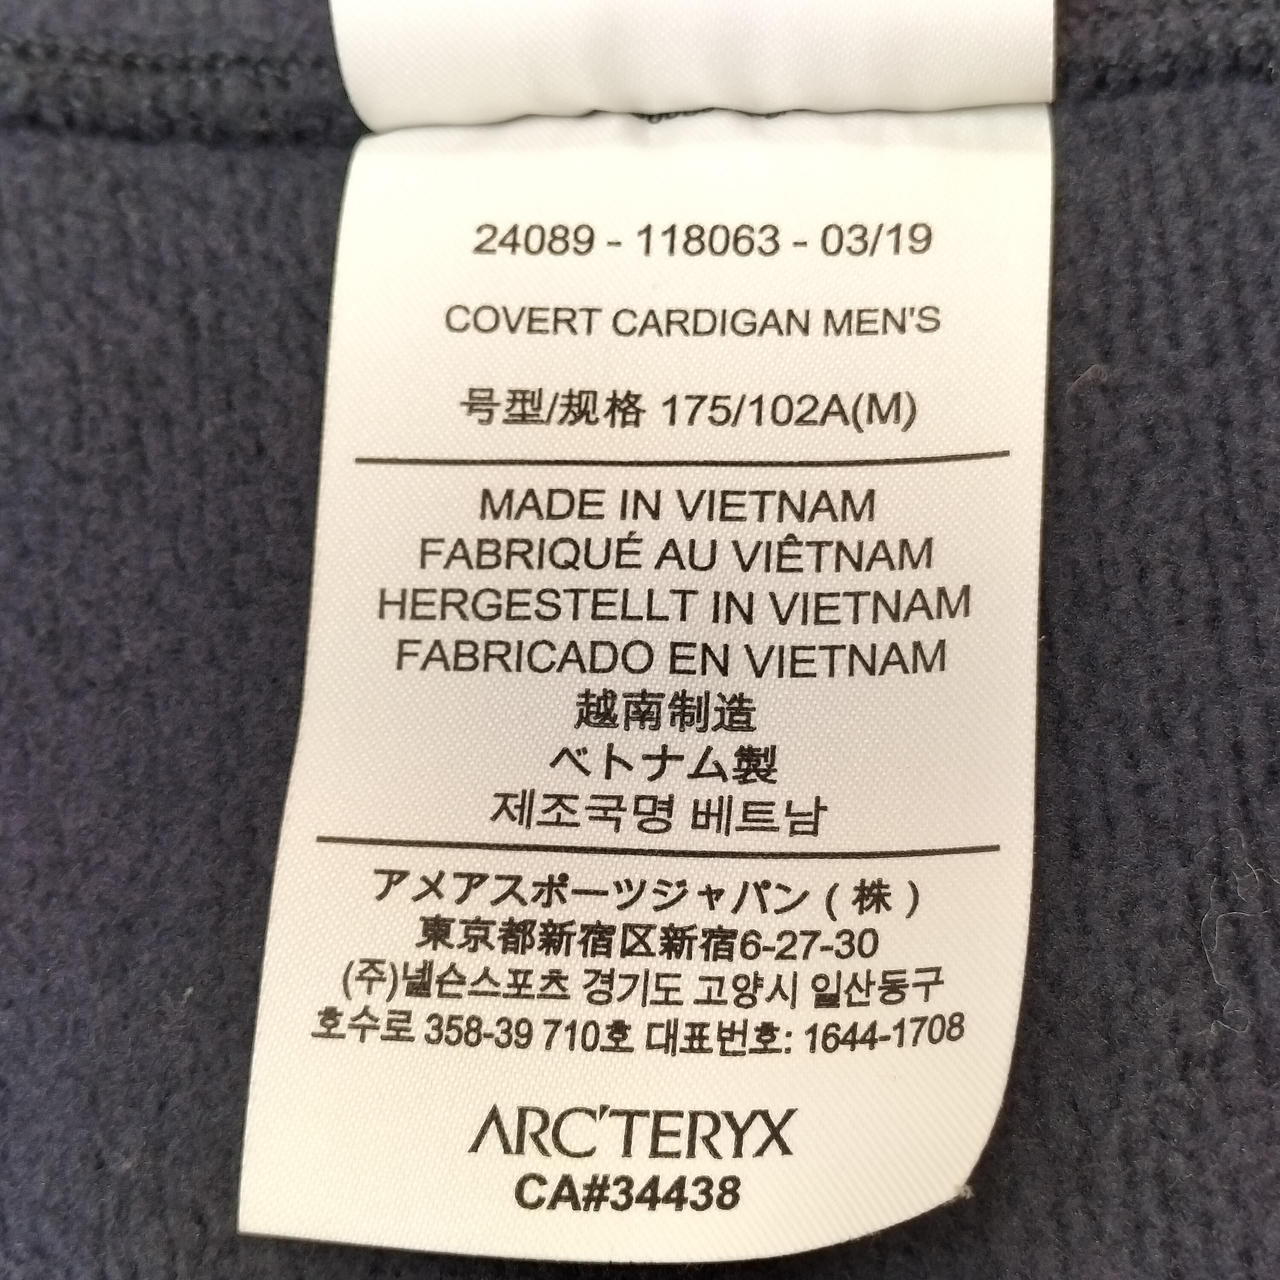 24089 - 118063 - 03/19
COVERT CARDIGAN MEN'S
号型/规格 175/102A(M)
MADE IN VIETNAM
FABRIQUÉ AU VIÊTNAM
HERGESTELLT IN VIETNAM
FABRICADO EN VIETNAM
越南制造
ベトナム製
제조국명 베트남
アメアスポーツジャパン ( 株 )
東京都新宿区新宿6-27-30
(주)넬슨스포츠 경기도 고양시 일산동구
호수로 358-39 710호 대표번호: 1644-1708
ARC'TERYX
CA#34438